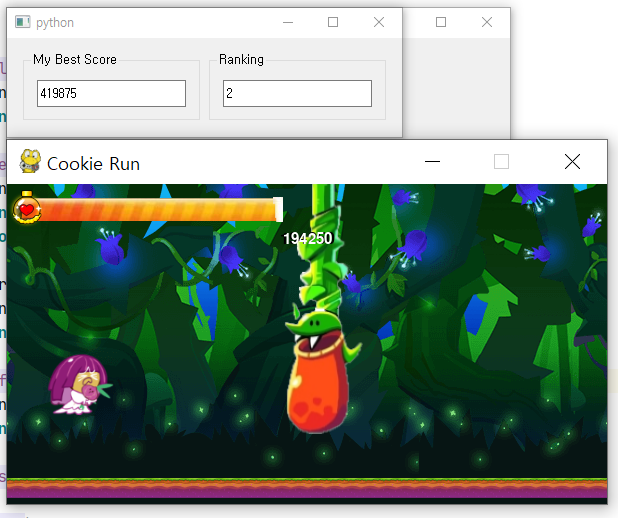 python
My Best Score
Ranking
419875
2
Cookie Run
194250